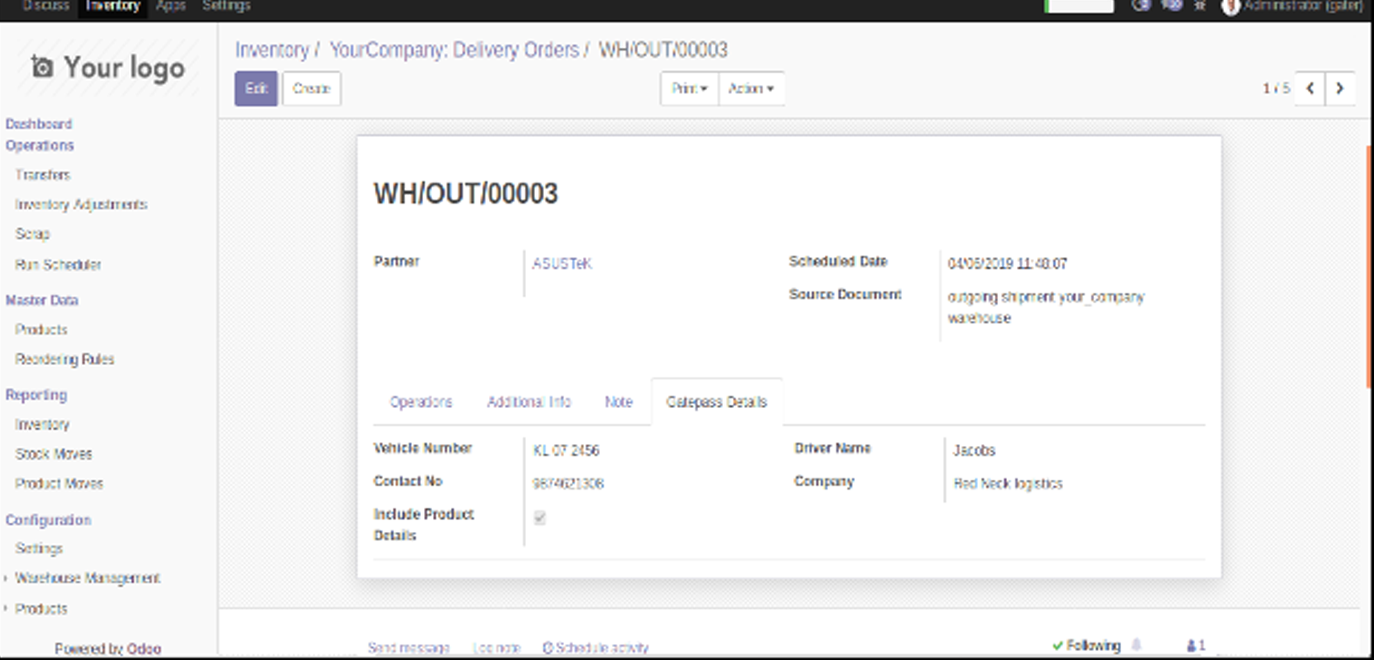 Discuss Inventory Apps Settings Administrator (gater)
Your logo
Inventory / YourCompany: Delivery Orders / WH/OUT/00003
Edit Create Print Action 1 / 5
Dashboard
Operations
Transfers
Inventory Adjustments
Scrap
Run Scheduler
Master Data
Products
Reordering Rules
Reporting
Inventory
Stock Moves
Product Moves
Configuration
Settings
Warehouse Management
Products
Powered by Odoo
WH/OUT/00003
Partner ASUSTeK
Scheduled Date 04/06/2019 11:48:07
Source Document outgoing shipment your_company
warehouse
Operations Additional Info Note Gatepass Details
Vehicle Number KL 07 2456 Driver Name Jacobs
Contact No 9874621308 Company Red Neck logistics
Include Product
Details
Send message Log note Schedule activity Following 1